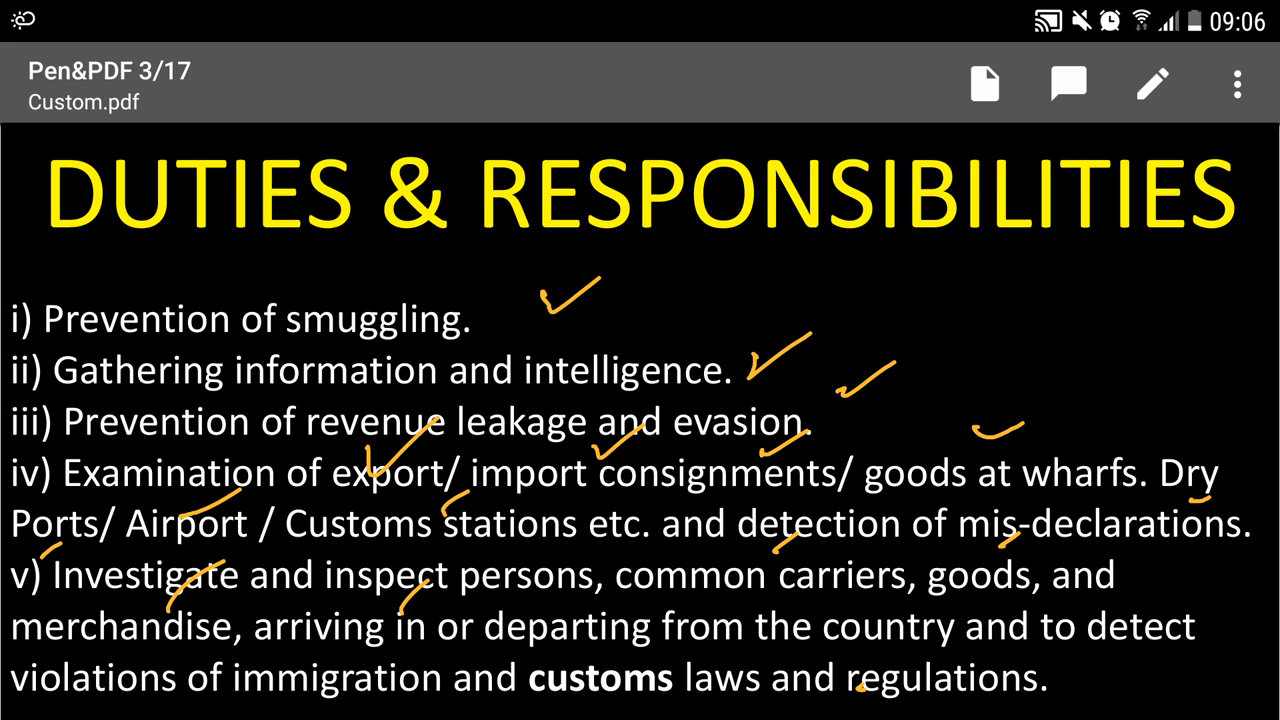 09:06
Pen&PDF 3/17
Custom.pdf
DUTIES & RESPONSIBILITIES
i) Prevention of smuggling.
ii) Gathering information and intelligence.
iii) Prevention of revenue leakage and evasion.
iv) Examination of export/ import consignments/ goods at wharfs. Dry
Ports/ Airport / Customs stations etc. and detection of mis-declarations.
v) Investigate and inspect persons, common carriers, goods, and
merchandise, arriving in or departing from the country and to detect
violations of immigration and customs laws and regulations.